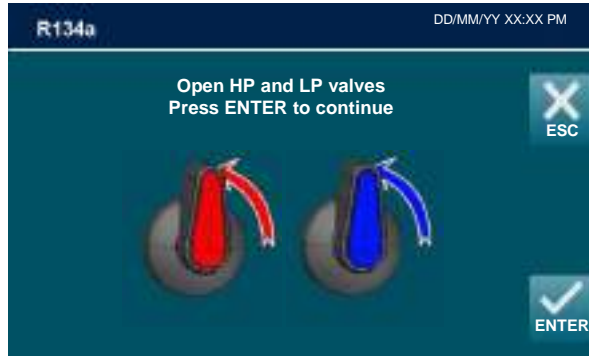 R134a
DD/MM/YY XX:XX PM
Open HP and LP valves
Press ENTER to continue
ESC
ENTER